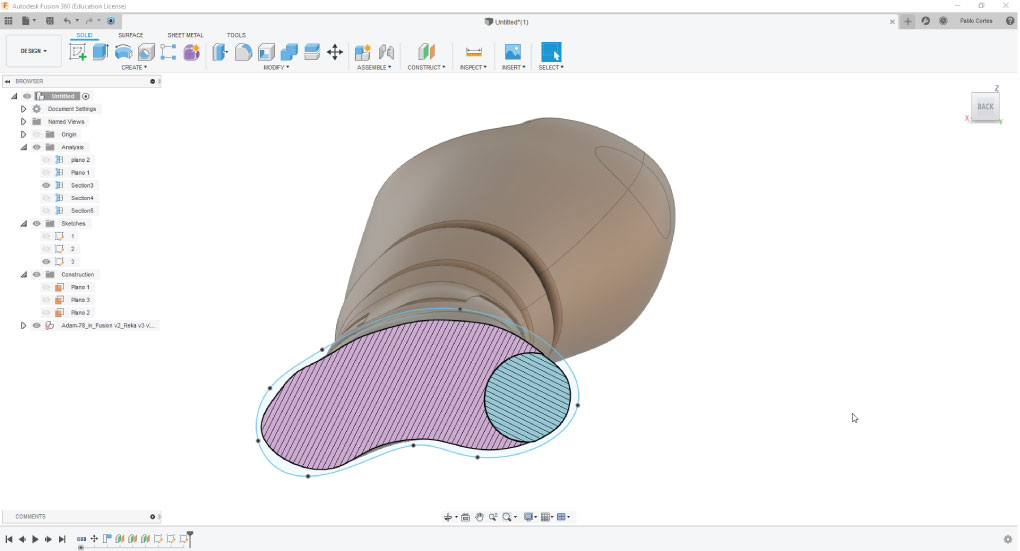 Autodesk Fusion 360 (Education License)
Untitled*(1)
Pablo Cortes
DESIGN
SOLID SURFACE SHEET METAL TOOLS
CREATE MODIFY ASSEMBLE CONSTRUCT INSPECT INSERT SELECT
BROWSER
Untitled
Document Settings
Named Views
Origin
Analysis
plano 2
Plano 1
Section3
Section4
Section5
Sketches
1
2
3
Construction
Plano 1
Plano 3
Plano 2
Adam-78_in_Fusion v2_Reka v3 v:...
Z
BACK
X
Y
COMMENTS